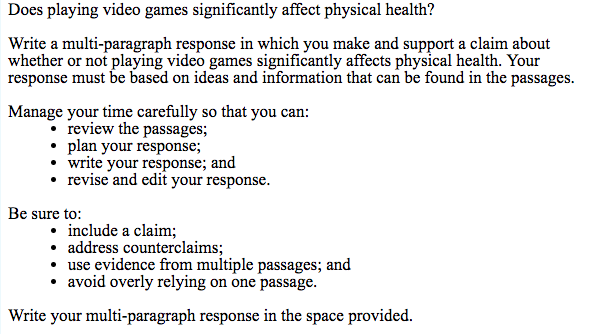 Does playing video games significantly affect physical health?
Write a multi-paragraph response in which you make and support a claim about
whether or not playing video games significantly affects physical health. Your
response must be based on ideas and information that can be found in the passages.
Manage your time carefully so that you can:
• review the passages;
• plan your response;
• write your response; and
• revise and edit your response.
Be sure to:
• include a claim;
• address counterclaims;
• use evidence from multiple passages; and
• avoid overly relying on one passage.
Write your multi-paragraph response in the space provided.